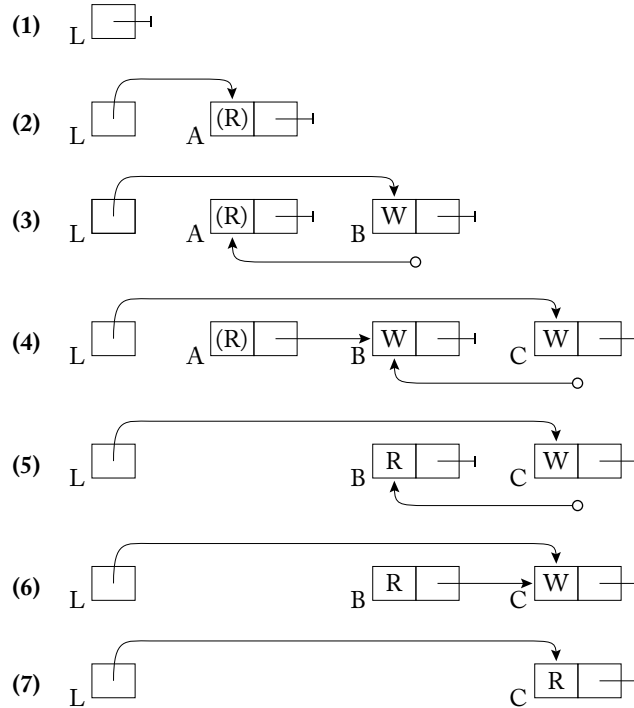 (1) L
(2) L A (R)
(3) L A (R) B W
(4) L A (R) B W C W
(5) L B R C W
(6) L B R C W
(7) L C R